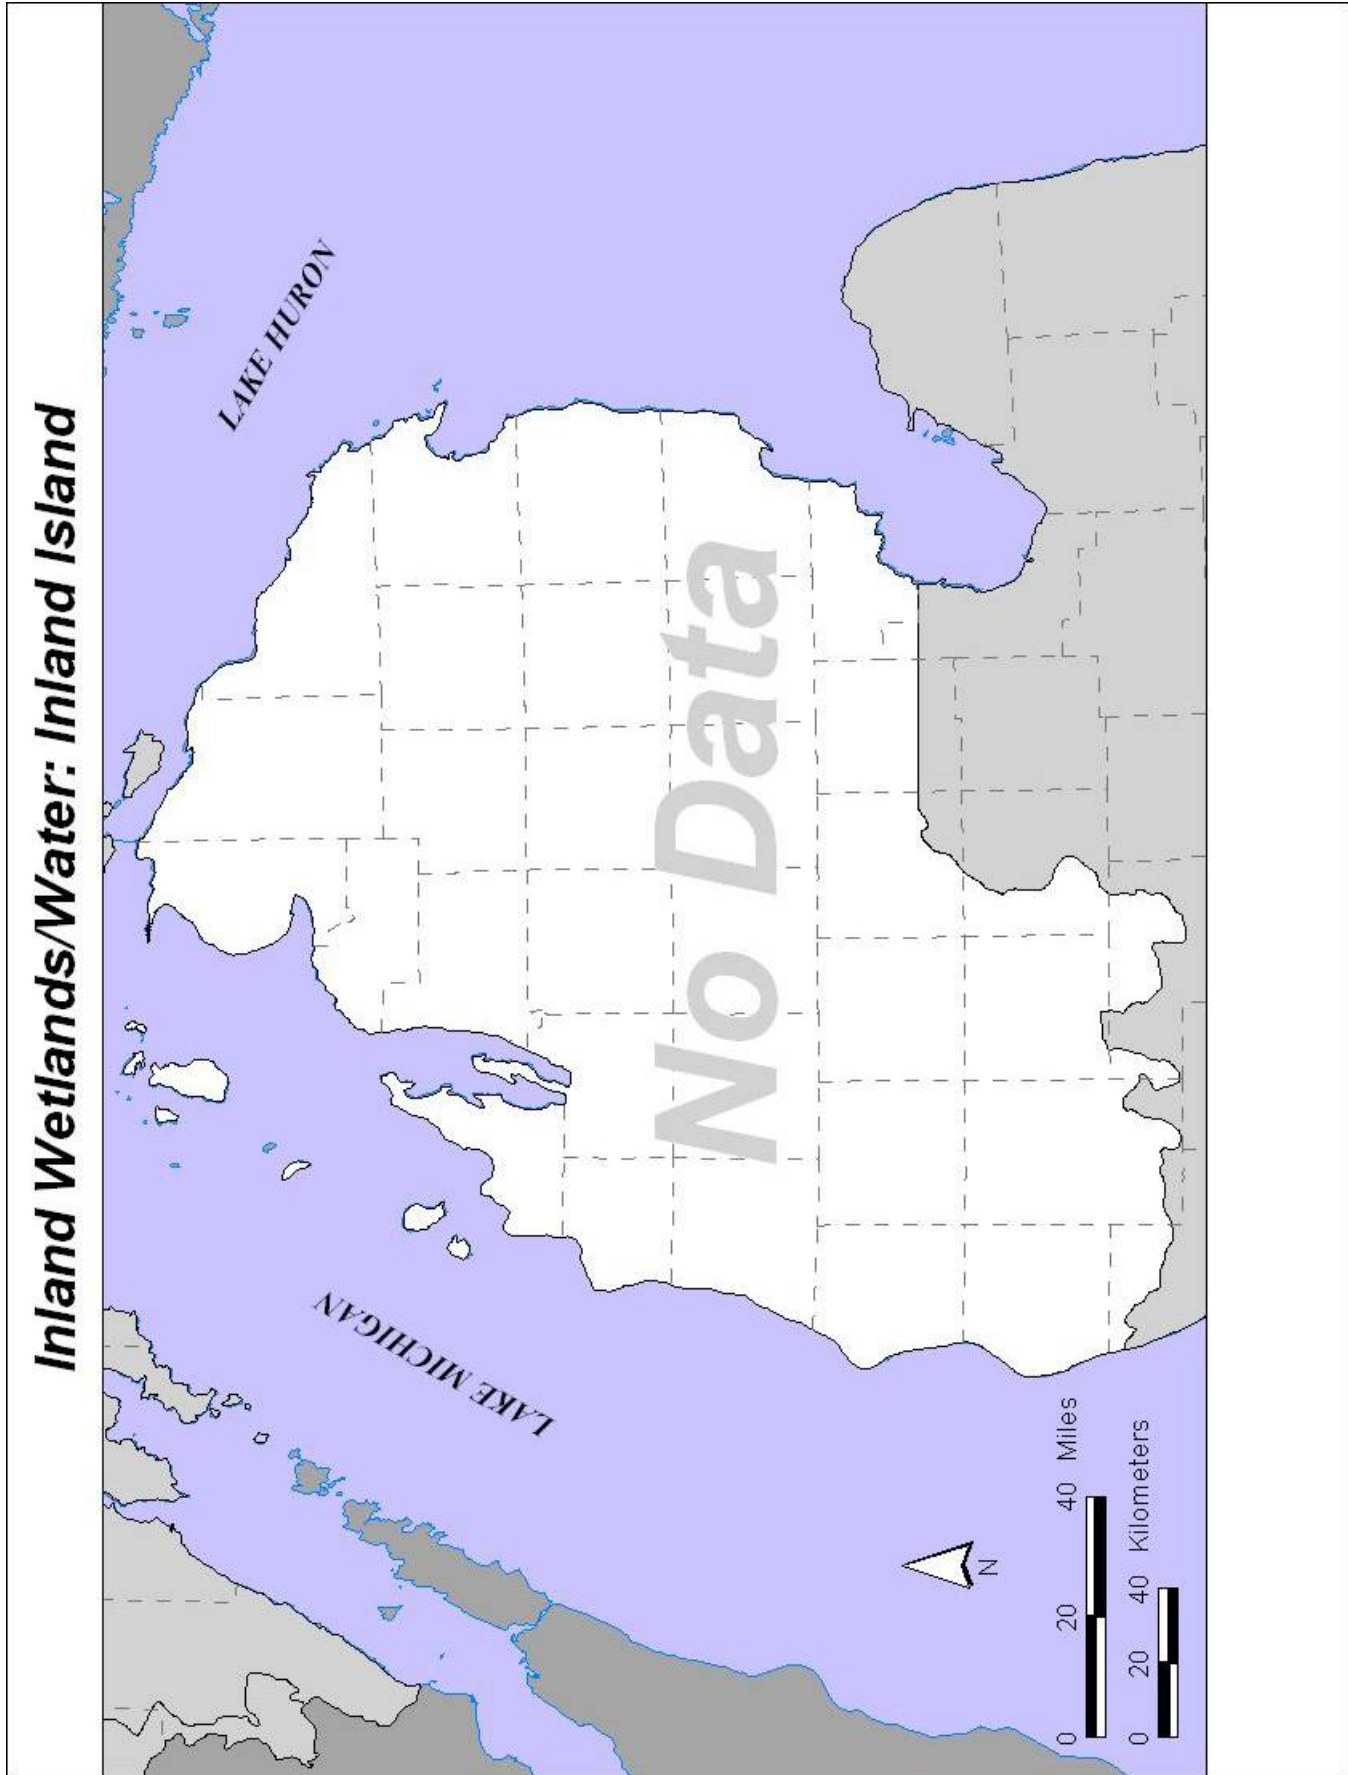 Inland Wetlands/Water: Inland Island
LAKE HURON
LAKE MICHIGAN
No Data
N
0 20 40 Miles
0 20 40 Kilometers